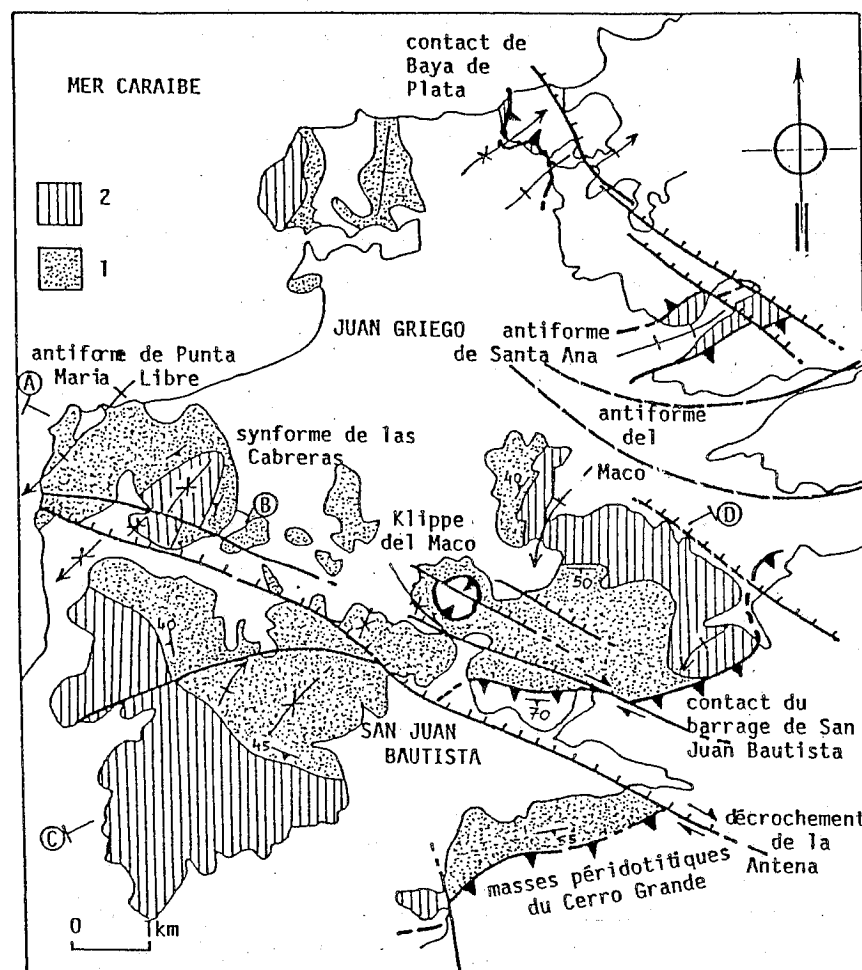 contact de
Baya de
Plata
MER CARAIBE
2
1
JUAN GRIEGO
antiforme
de Santa Ana
antiforme de Punta
Maria Libre
A
antiforme
del
Maco
synforme de las
Cabreras
40
B
Klippe
del Maco
D
50
40
contact du
barrage de San
Juan Bautista
70
SAN JUAN
BAUTISTA
45
C
décrochement
de la
Antena
55
masses péridotitiques
du Cerro Grande
0 1km